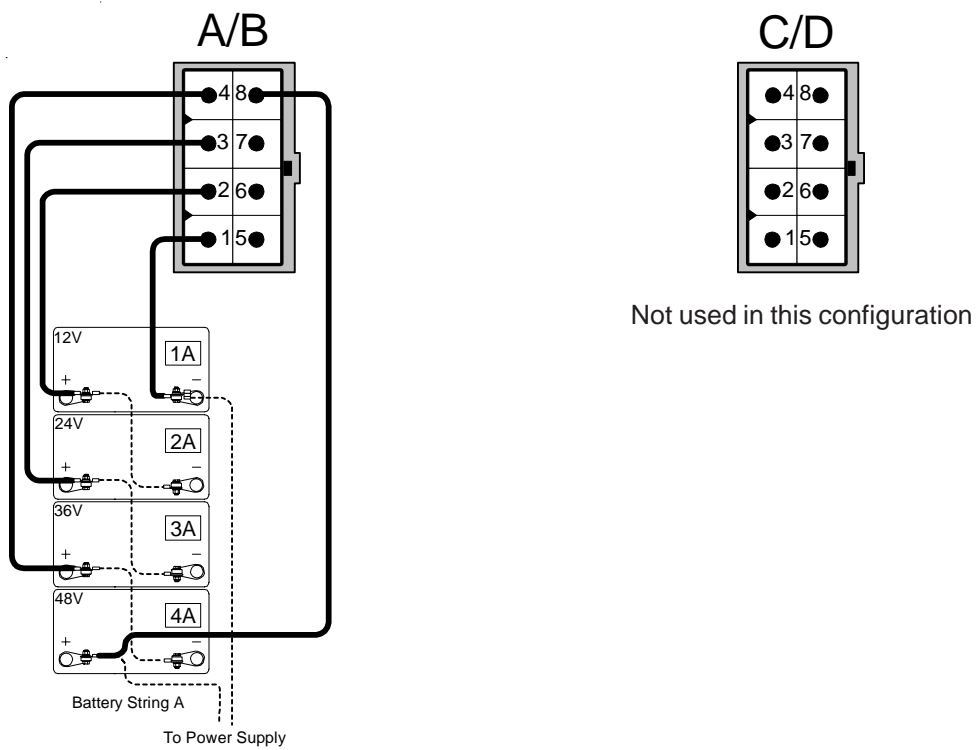 A/B
C/D
4 8
3 7
2 6
1 5
4 8
3 7
2 6
1 5
Not used in this configuration
12V
1A
+ −
24V
2A
+ −
36V
3A
+ −
48V
4A
+ −
Battery String A
To Power Supply